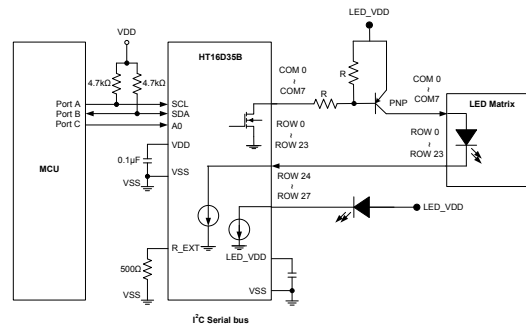 LED_VDD
VDD
HT16D35B
4.7kΩ
4.7kΩ
COM 0
~
COM7
R
R
PNP
COM 0
~
COM7
LED Matrix
Port A
Port B
Port C
SCL
SDA
A0
MCU
0.1µF
VDD
VSS
VSS
ROW 0
~
ROW 23
ROW 0
~
ROW 23
ROW 24
~
ROW 27
LED_VDD
R_EXT
500Ω
LED_VDD
VSS
VSS
VSS
I²C Serial bus